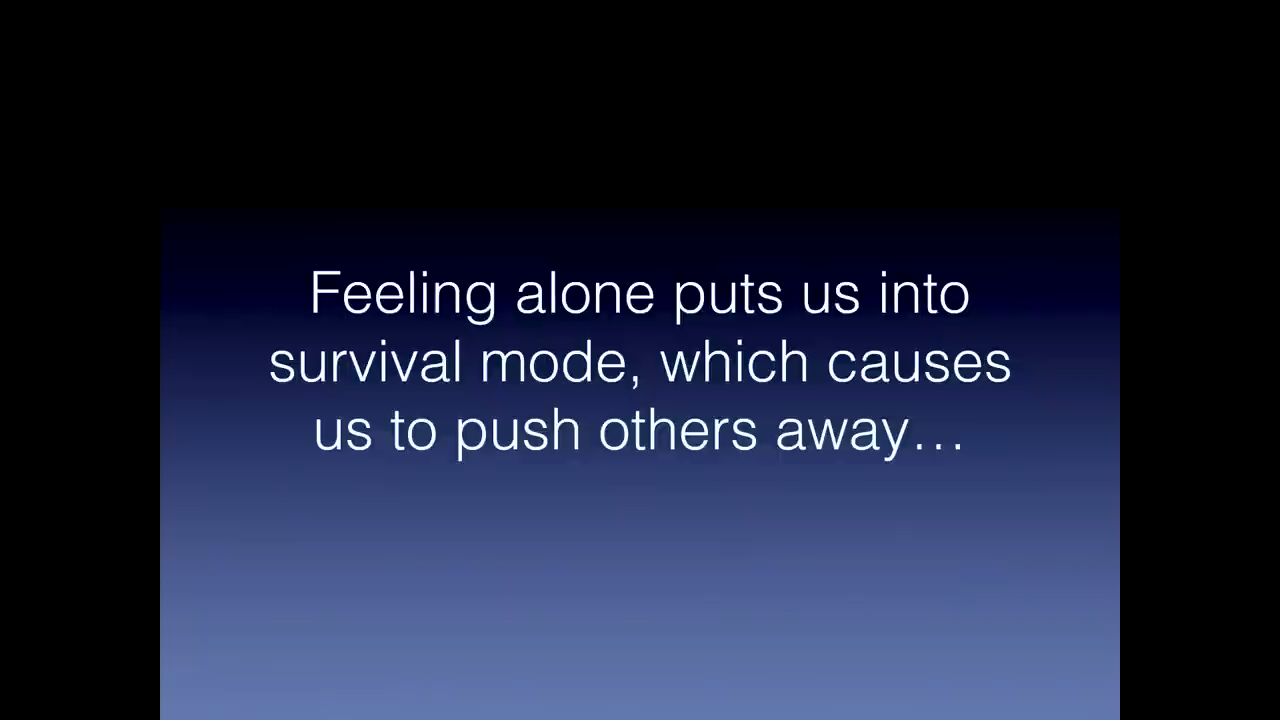 Feeling alone puts us into
survival mode, which causes
us to push others away…